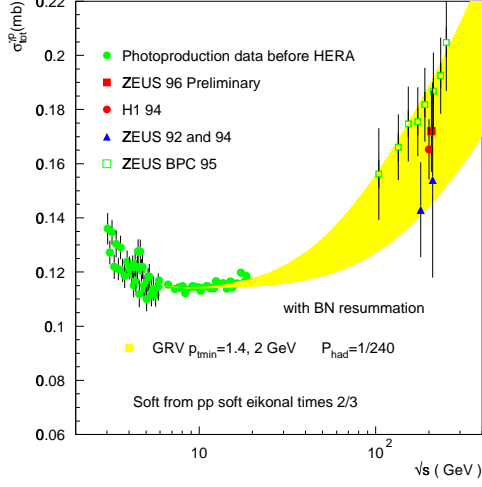 σ^γp_tot(mb)
0.22
0.2
0.18
0.16
0.14
0.12
0.1
0.08
0.06
Photoproduction data before HERA
ZEUS 96 Preliminary
H1 94
ZEUS 92 and 94
ZEUS BPC 95
with BN resummation
GRV p_tmin=1.4, 2 GeV P_had=1/240
Soft from pp soft eikonal times 2/3
10
10^2
√s ( GeV )